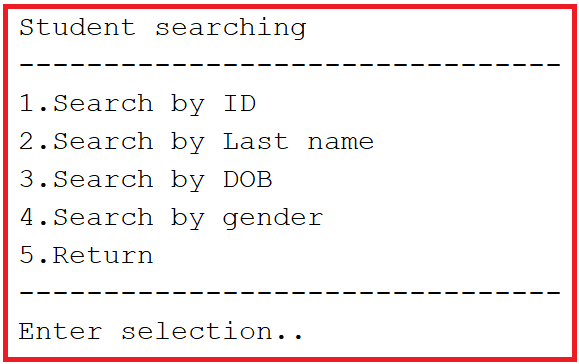 Student searching
--------------------------------
1.Search by ID
2.Search by Last name
3.Search by DOB
4.Search by gender
5.Return
--------------------------------
Enter selection..